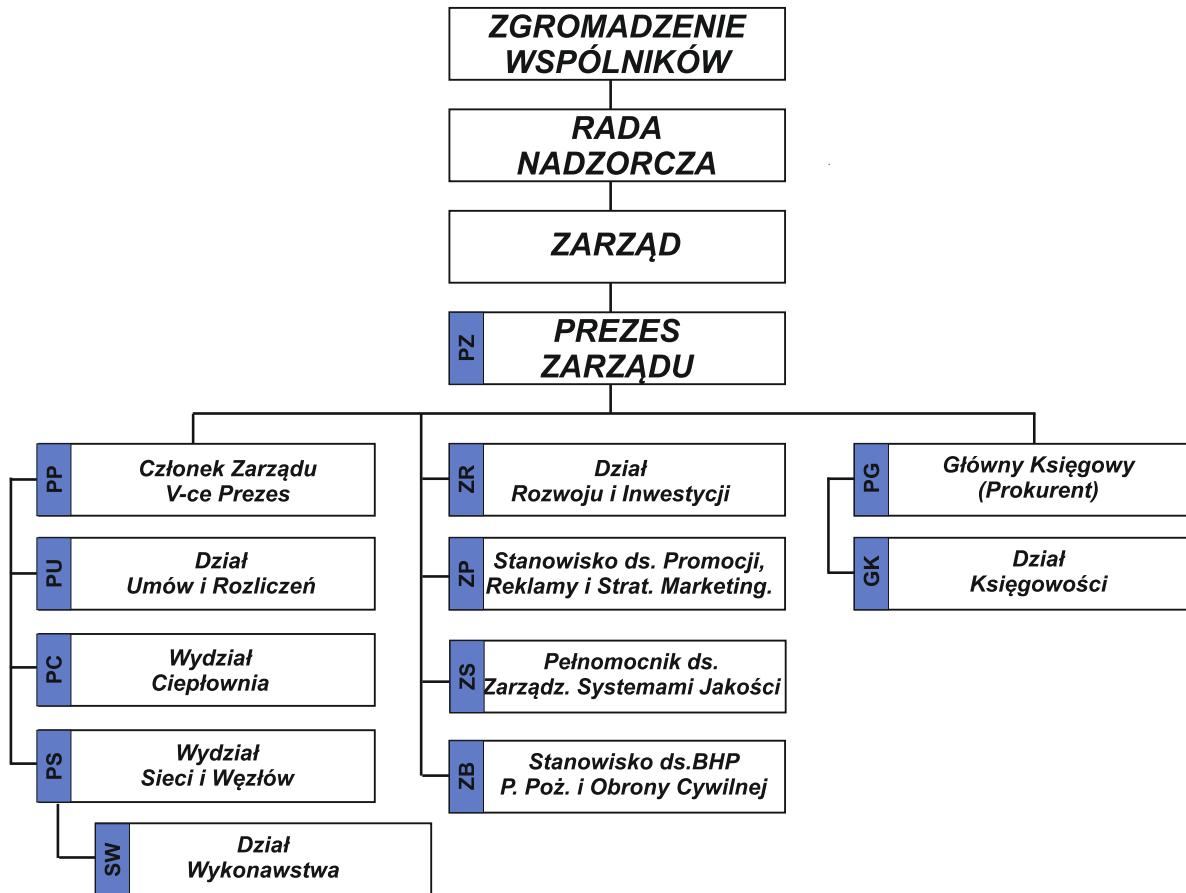 ZGROMADZENIE
WSPÓLNIKÓW
RADA
NADZORCZA
ZARZĄD
PZ
PREZES
ZARZĄDU
PP
Członek Zarządu
V-ce Prezes
PU
Dział
Umów i Rozliczeń
PC
Wydział
Ciepłownia
PS
Wydział
Sieci i Węzłów
SW
Dział
Wykonawstwa
ZR
Dział
Rozwoju i Inwestycji
ZP
Stanowisko ds. Promocji,
Reklamy i Strat. Marketing.
ZS
Pełnomocnik ds.
Zarządz. Systemami Jakości
ZB
Stanowisko ds.BHP
P. Poż. i Obrony Cywilnej
PG
Główny Księgowy
(Prokurent)
GK
Dział
Księgowości